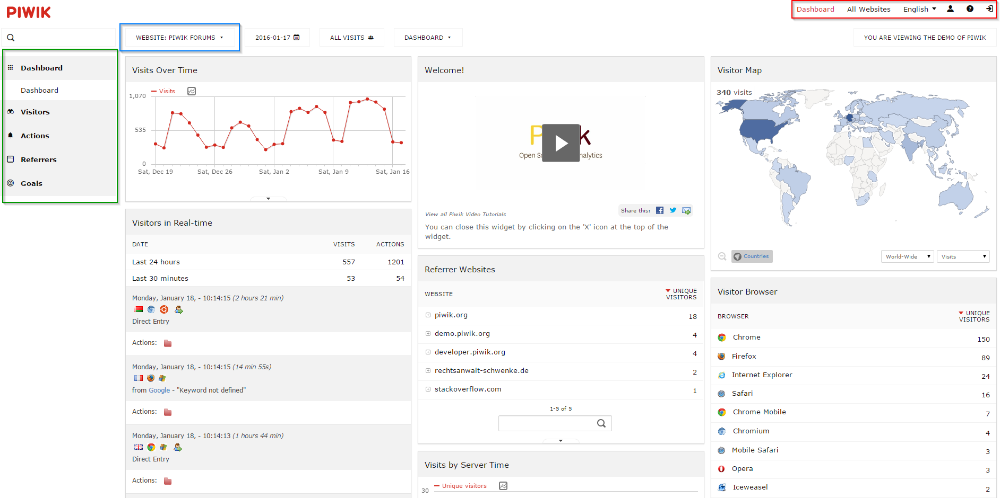 PIWIK
Dashboard All Websites English
WEBSITE: PIWIK FORUMS
2016-01-17
ALL VISITS
DASHBOARD
YOU ARE VIEWING THE DEMO OF PIWIK
Dashboard
Dashboard
Visitors
Actions
Referrers
Goals
Visits Over Time
Visits
1,070
535
0
Sat, Dec 19 Sat, Dec 26 Sat, Jan 2 Sat, Jan 9 Sat, Jan 16
Visitors in Real-time
DATE VISITS ACTIONS
Last 24 hours 557 1201
Last 30 minutes 53 54
Monday, January 18, - 10:14:15 (2 hours 21 min)
Direct Entry
Actions:
Monday, January 18, - 10:14:15 (14 min 55s)
from Google - "Keyword not defined"
Actions:
Monday, January 18, - 10:14:13 (1 hours 44 min)
Direct Entry
Actions:
Welcome!
View all Piwik Video Tutorials
Share this:
You can close this widget by clicking on the 'X' icon at the top of the
widget.
Referrer Websites
WEBSITE
UNIQUE
VISITORS
piwik.org 18
demo.piwik.org 4
developer.piwik.org 4
rechtsanwalt-schwenke.de 2
stackoverflow.com 1
1-5 of 5
Visits by Server Time
Unique visitors
30
Visitor Map
340 visits
Countries
World-Wide
Visits
Visitor Browser
BROWSER
UNIQUE
VISITORS
Chrome 150
Firefox 89
Internet Explorer 24
Safari 16
Chrome Mobile 7
Chromium 4
Mobile Safari 3
Opera 3
Iceweasel 2